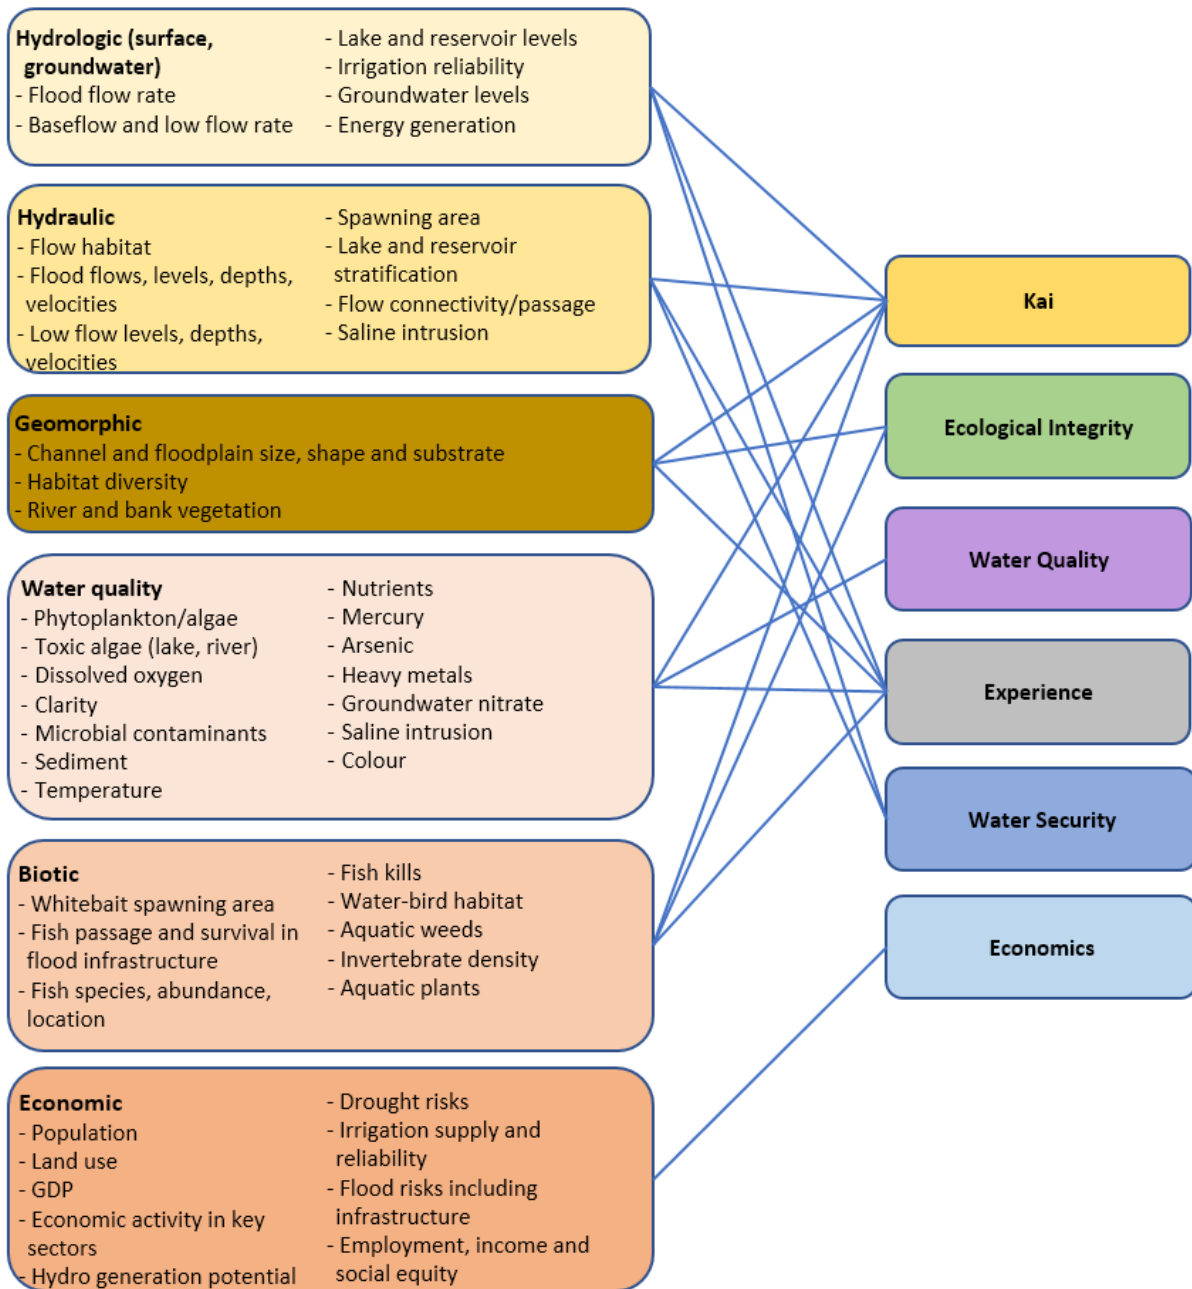 Hydrologic (surface,
groundwater)
- Flood flow rate
- Baseflow and low flow rate
- Lake and reservoir levels
- Irrigation reliability
- Groundwater levels
- Energy generation
Hydraulic
- Flow habitat
- Flood flows, levels, depths,
velocities
- Low flow levels, depths,
velocities
- Spawning area
- Lake and reservoir
stratification
- Flow connectivity/passage
- Saline intrusion
Geomorphic
- Channel and floodplain size, shape and substrate
- Habitat diversity
- River and bank vegetation
Water quality
- Phytoplankton/algae
- Toxic algae (lake, river)
- Dissolved oxygen
- Clarity
- Microbial contaminants
- Sediment
- Temperature
- Nutrients
- Mercury
- Arsenic
- Heavy metals
- Groundwater nitrate
- Saline intrusion
- Colour
Biotic
- Whitebait spawning area
- Fish passage and survival in
flood infrastructure
- Fish species, abundance,
location
- Fish kills
- Water-bird habitat
- Aquatic weeds
- Invertebrate density
- Aquatic plants
Economic
- Population
- Land use
- GDP
- Economic activity in key
sectors
- Hydro generation potential
- Drought risks
- Irrigation supply and
reliability
- Flood risks including
infrastructure
- Employment, income and
social equity
Kai
Ecological Integrity
Water Quality
Experience
Water Security
Economics